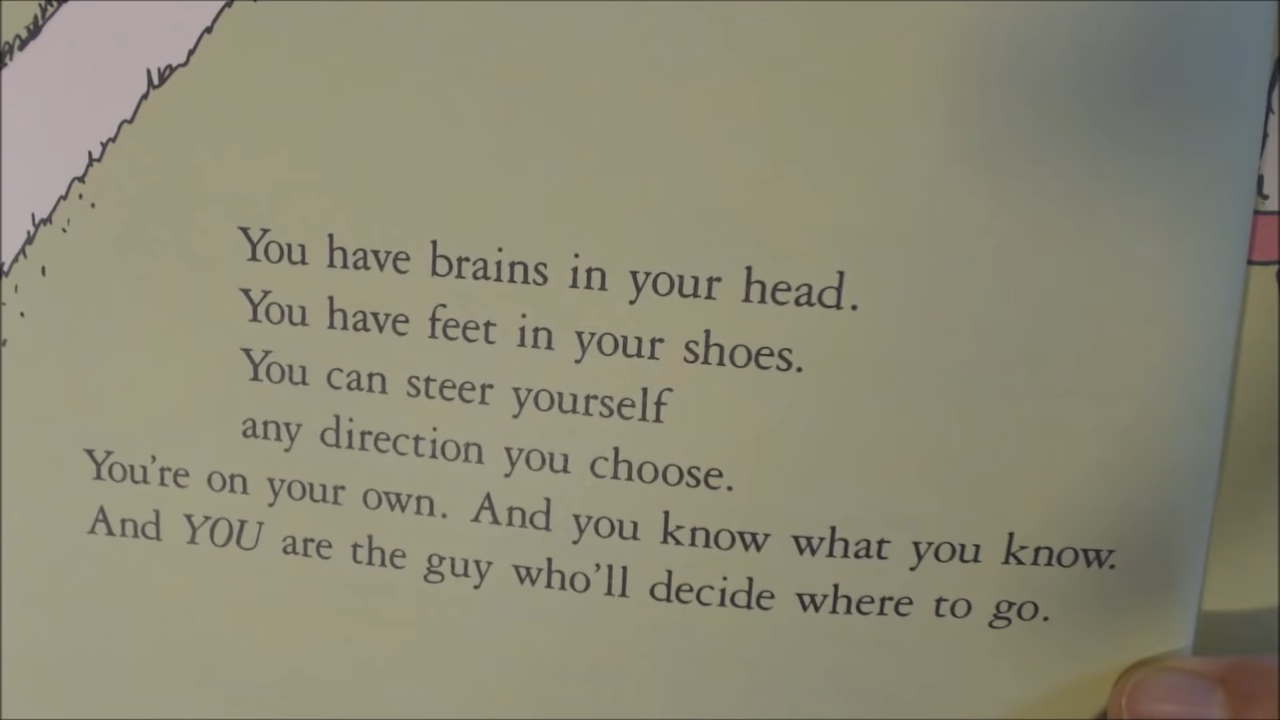 You have brains in your head.
You have feet in your shoes.
You can steer yourself
any direction you choose.
You're on your own. And you know what you know.
And YOU are the guy who'll decide where to go.